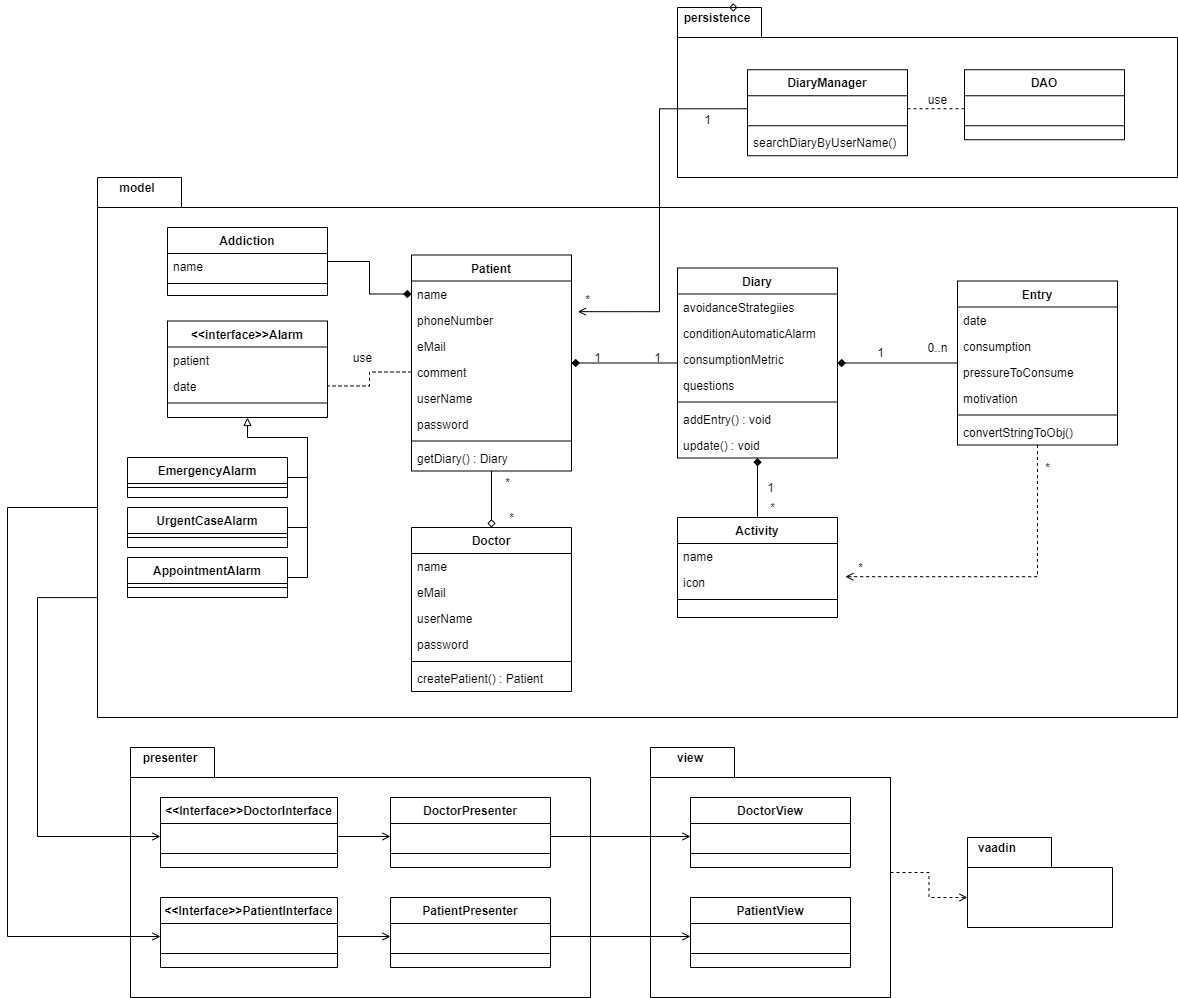 persistence
DiaryManager
searchDiaryByUserName()
use
DAO
1
model
Addiction
name
<<interface>>Alarm
patient
date
use
EmergencyAlarm
UrgentCaseAlarm
AppointmentAlarm
Patient
name
phoneNumber
eMail
comment
userName
password
getDiary() : Diary
*
1
1
*
*
Doctor
name
eMail
userName
password
createPatient() : Patient
Diary
avoidanceStrategiies
conditionAutomaticAlarm
consumptionMetric
questions
addEntry() : void
update() : void
1
0..n
1
*
Activity
name
icon
Entry
date
consumption
pressureToConsume
motivation
convertStringToObj()
*
*
presenter
<<Interface>>DoctorInterface
DoctorPresenter
<<Interface>>PatientInterface
PatientPresenter
view
DoctorView
PatientView
vaadin